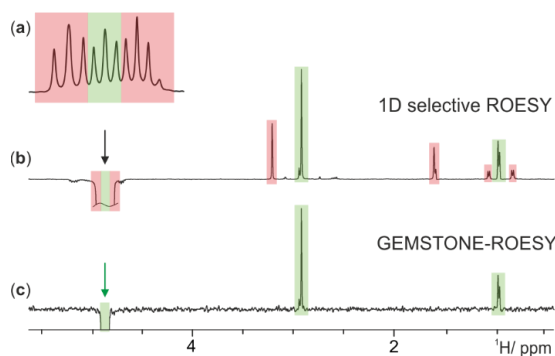 (a)
1D selective ROESY
(b)
GEMSTONE-ROESY
(c)
4 2 ¹H/ ppm